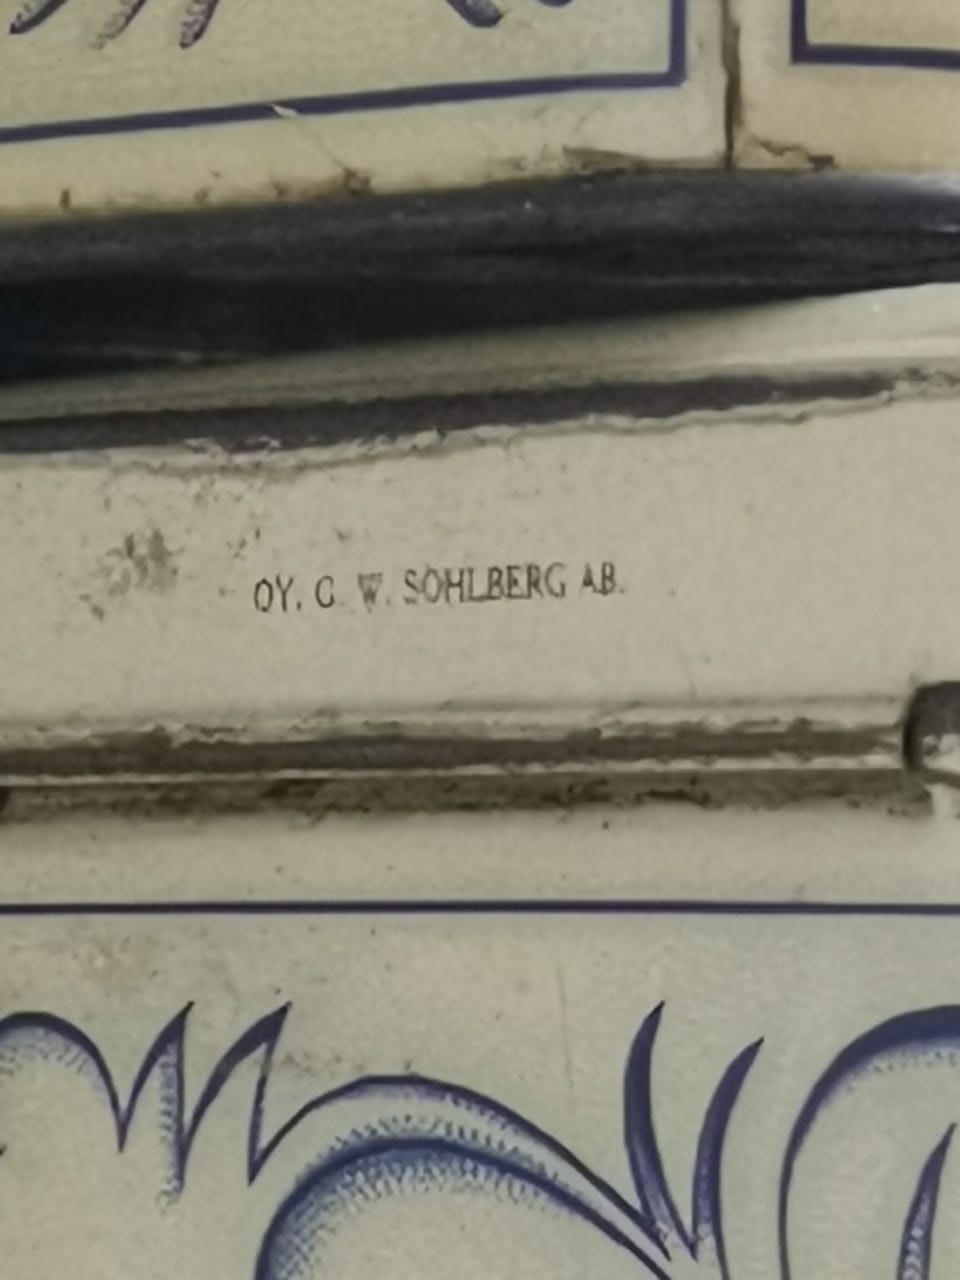 OY. G. W. SOHLBERG AB.